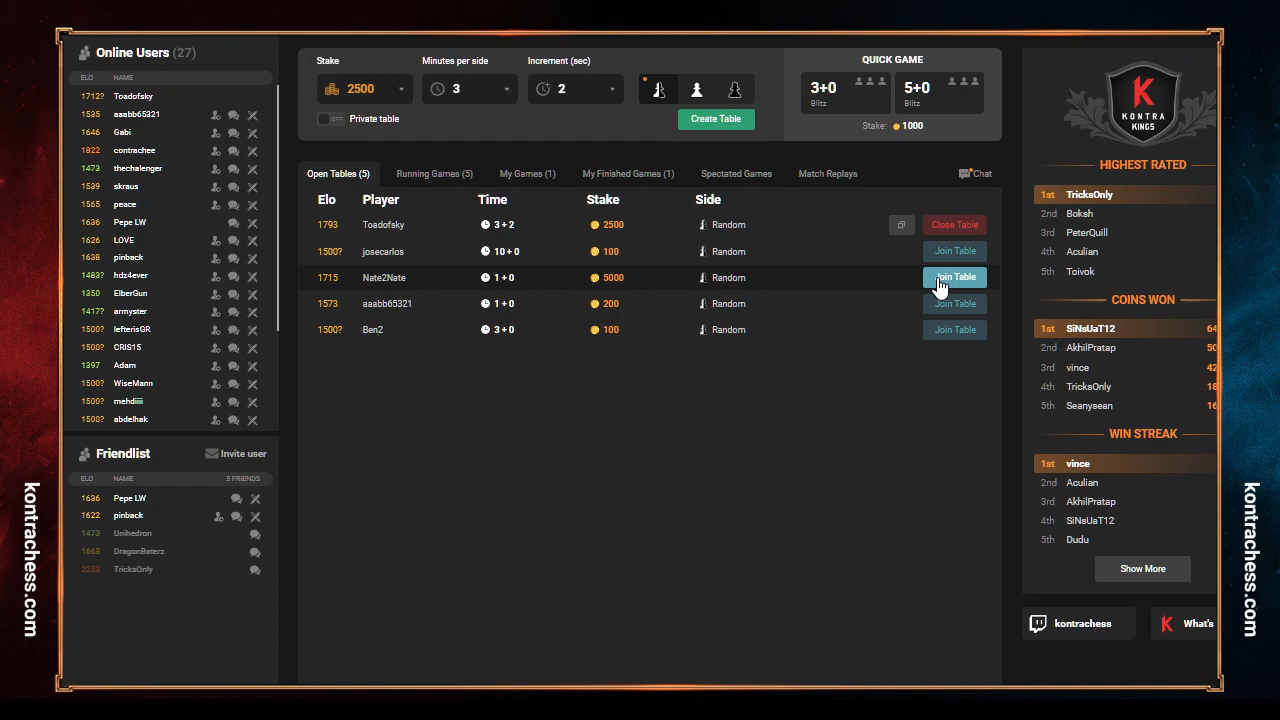 Online Users (27)
ELO NAME
1712? Toadofsky
1535 aaabb65321
1646 Gabi
1822 contrachee
1473 thechalenger
1539 skraus
1565 peace
1636 Pepe LW
1626 LOVE
1638 pinback
1483? hdz4ever
1350 ElberGun
1417? armyster
1500? lefterisGR
1500? CRIS15
1397 Adam
1500? WiseMann
1500? mehdiiii
1500? abdelhak
Friendlist Invite user
ELO NAME 5 FRIENDS
1636 Pepe LW
1622 pinback
1473 Unihedron
1668 DragonBaterz
2253 TricksOnly
Stake Minutes per side Increment (sec)
2500 3 2
Private table Create Table
QUICK GAME
3+0 5+0
Blitz Blitz
Stake: 1000
Open Tables (5) Running Games (5) My Games (1) My Finished Games (1) Spectated Games Match Replays Chat
Elo Player Time Stake Side
1793 Toadofsky 3 + 2 2500 Random Close Table
1500? josecarlos 10 + 0 100 Random Join Table
1715 Nate2Nate 1 + 0 5000 Random Join Table
1573 aaabb65321 1 + 0 200 Random Join Table
1500? Ben2 3 + 0 100 Random Join Table
K
KONTRA
KINGS
HIGHEST RATED
1st TricksOnly
2nd Boksh
3rd PeterQuill
4th Aculian
5th Toivok
COINS WON
1st SiNsUaT12 64
2nd AkhilPratap 50
3rd vince 42
4th TricksOnly 18
5th Seanysean 16
WIN STREAK
1st vince
2nd Aculian
3rd AkhilPratap
4th SiNsUaT12
5th Dudu
Show More
kontrachess K What's
kontrachess.com
kontrachess.com